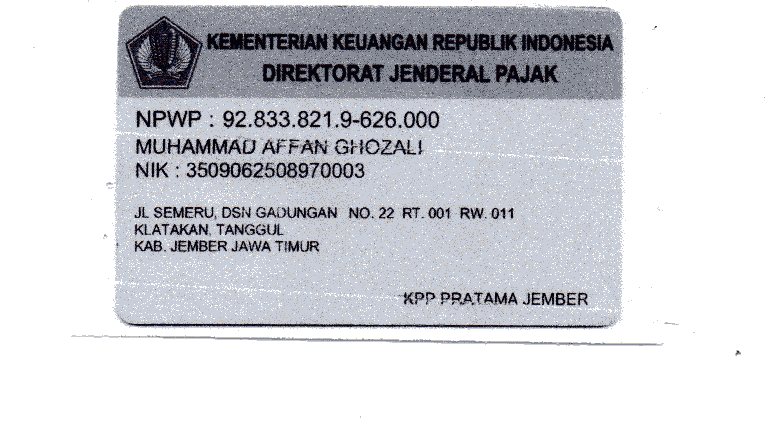 KEMENTERIAN KEUANGAN REPUBLIK INDONESIA
DIREKTORAT JENDERAL PAJAK
NPWP : 92.833.821.9-626.000
MUHAMMAD AFFAN GHOZALI
NIK : 3509062508970003
JL SEMERU, DSN GADUNGAN NO. 22 RT. 001 RW. 011
KLATAKAN, TANGGUL
KAB. JEMBER JAWA TIMUR
KPP PRATAMA JEMBER